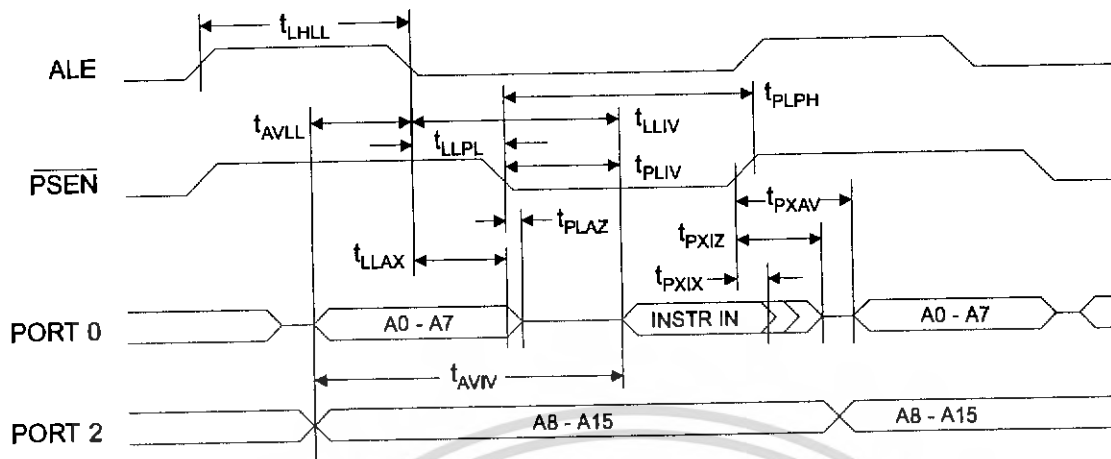 tLHLL
ALE
tPLPH
tAVLL
tLLIV
tLLPL
PSEN
tPLIV
tPXAV
tPLAZ
tPXIZ
tLLAX
tPXIX
PORT 0
A0 - A7
INSTR IN
A0 - A7
tAVIV
PORT 2
A8 - A15
A8 - A15